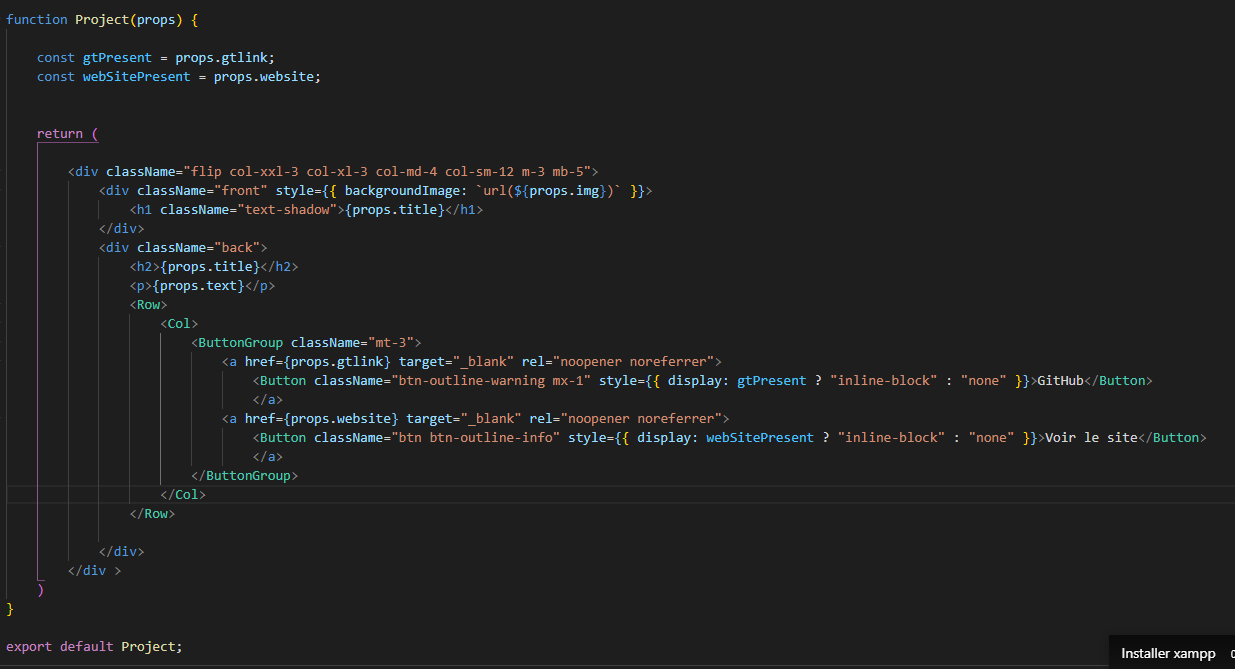 function Project(props) {
const gtPresent = props.gtlink;
const webSitePresent = props.website;
return (
<div className="flip col-xxl-3 col-xl-3 col-md-4 col-sm-12 m-3 mb-5">
<div className="front" style={{ backgroundImage: `url(${props.img})` }}>
<h1 className="text-shadow">{props.title}</h1>
</div>
<div className="back">
<h2>{props.title}</h2>
<p>{props.text}</p>
<Row>
<Col>
<ButtonGroup className="mt-3">
<a href={props.gtlink} target="_blank" rel="noopener noreferrer">
<Button className="btn-outline-warning mx-1" style={{ display: gtPresent ? "inline-block" : "none" }}>GitHub</Button>
</a>
<a href={props.website} target="_blank" rel="noopener noreferrer">
<Button className="btn btn-outline-info" style={{ display: webSitePresent ? "inline-block" : "none" }}>Voir le site</Button>
</a>
</ButtonGroup>
</Col>
</Row>
</div>
</div >
)
}
export default Project;
Installer xampp